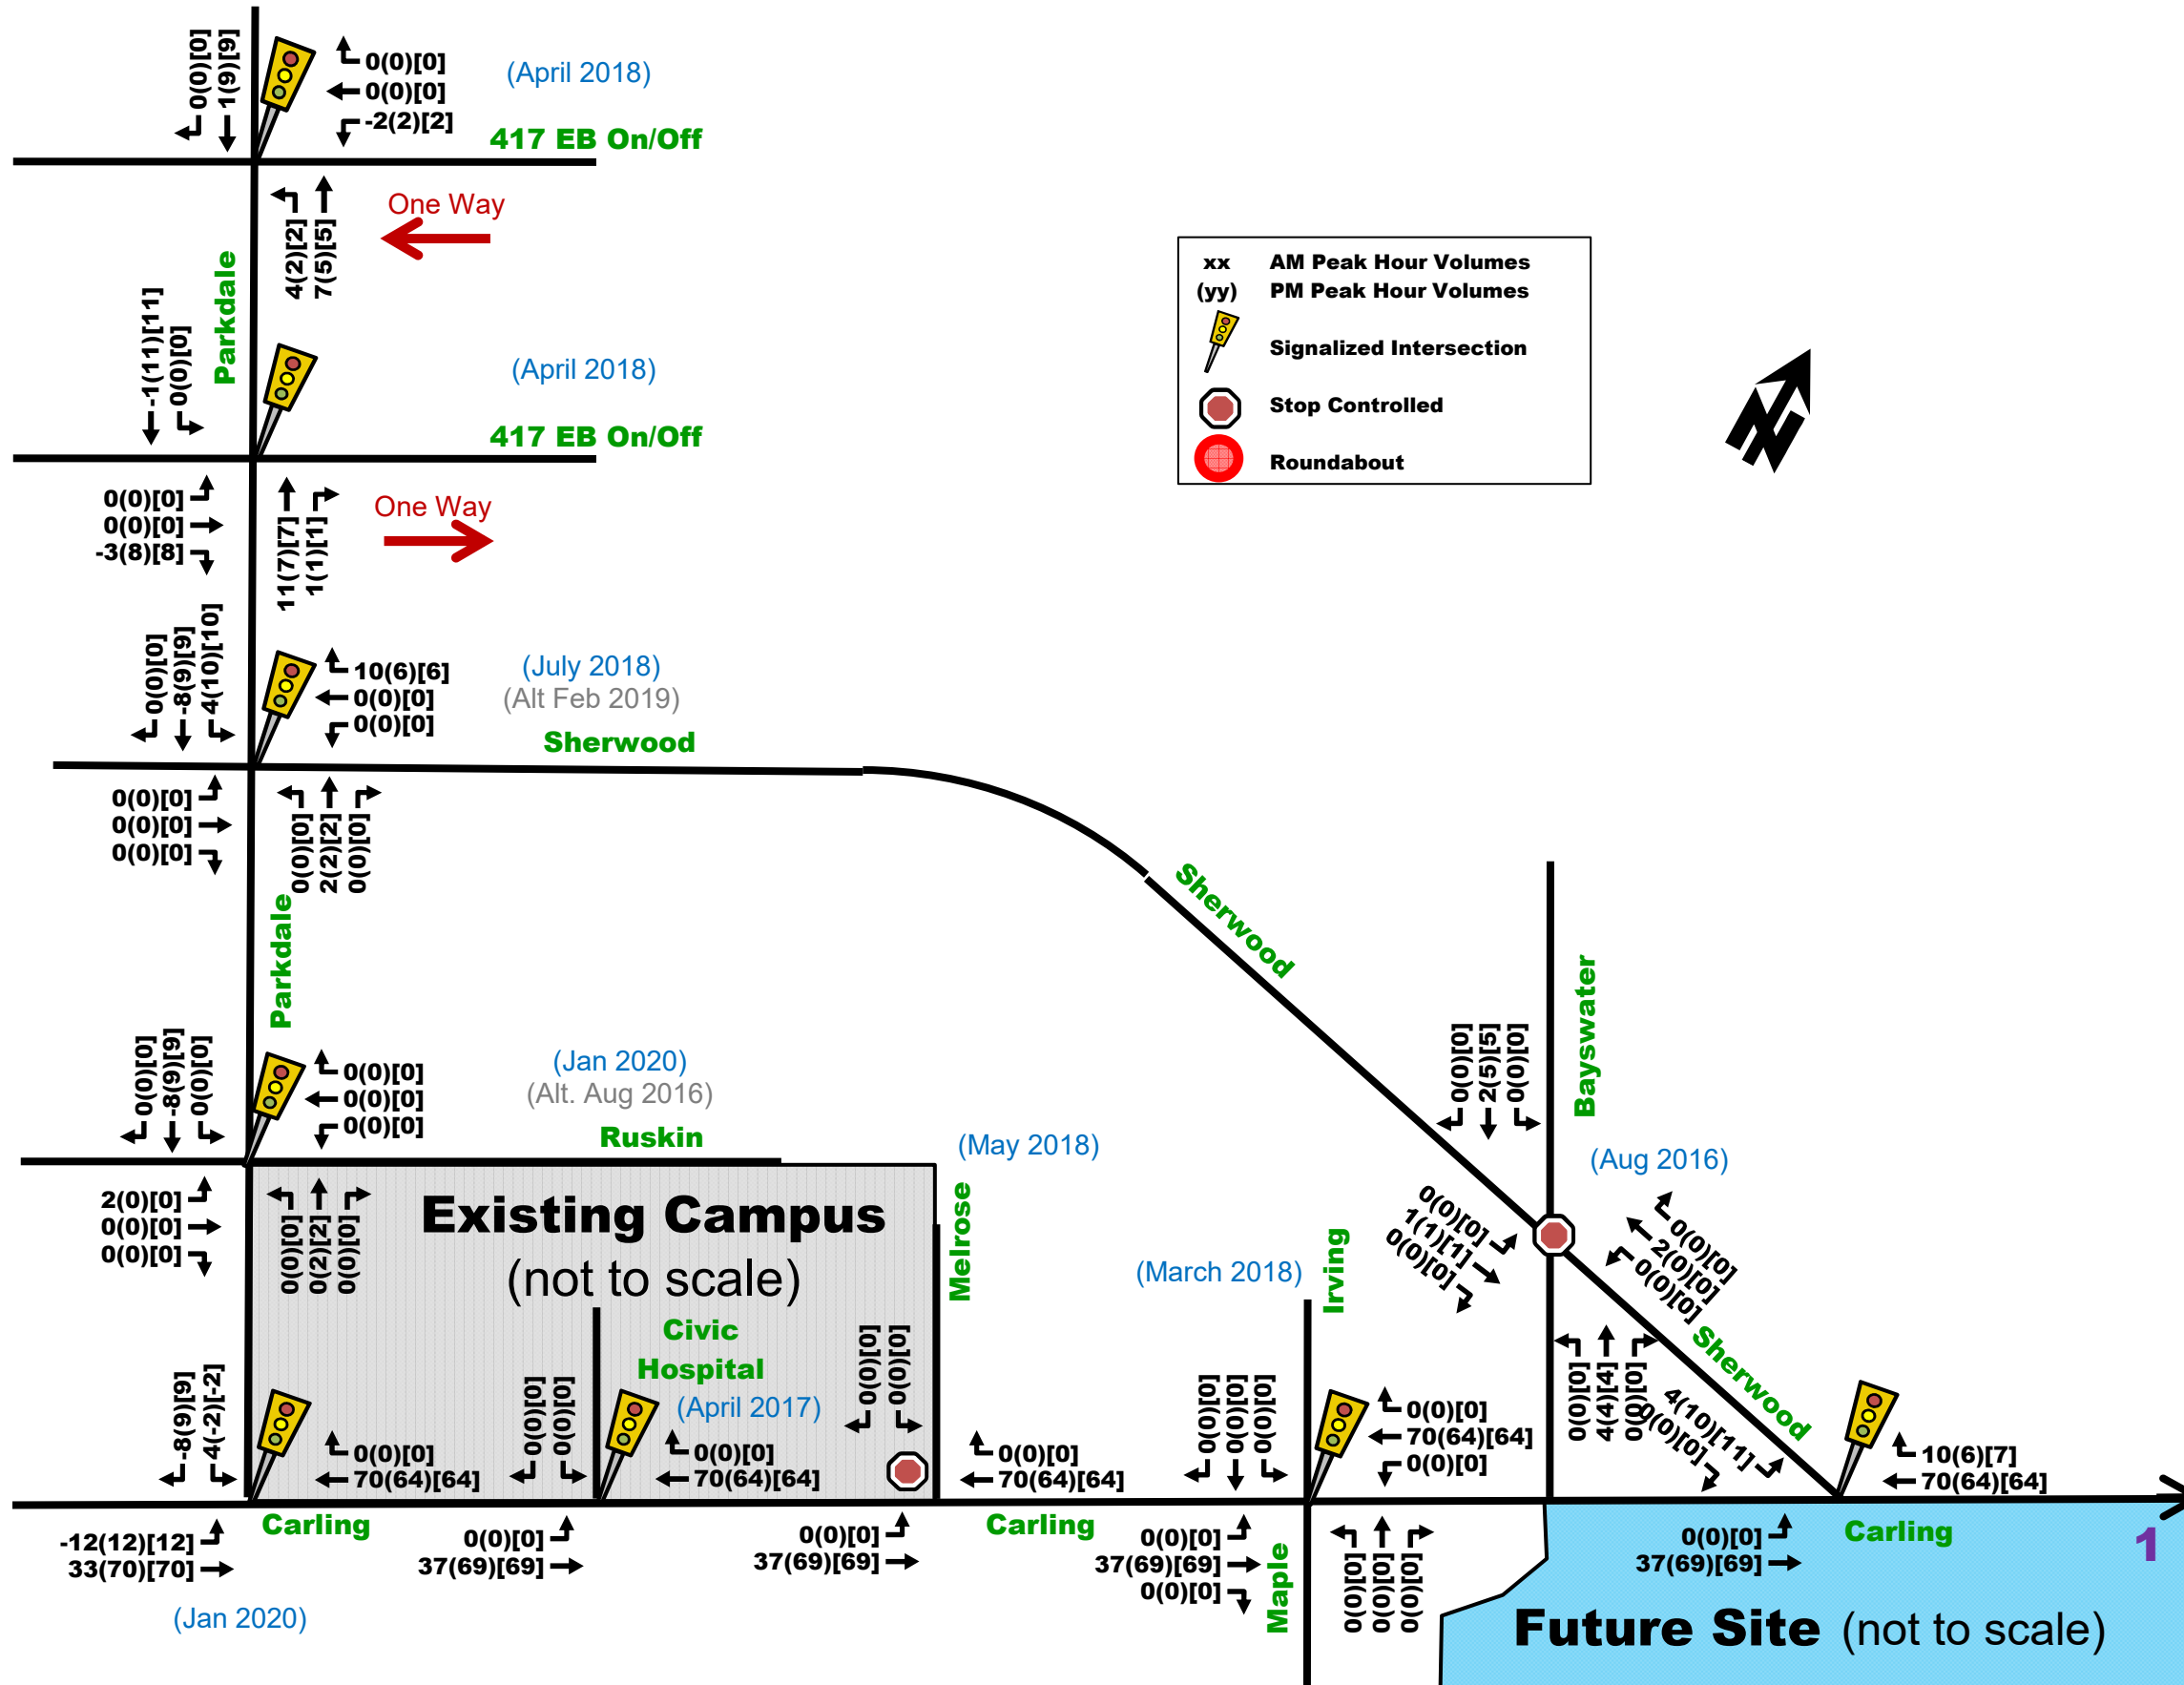 0(0)[0]
1(9)[9]
0(0)[0]
0(0)[0]
-2(2)[2]
(April 2018)
417 EB On/Off
4(2)[2]
7(5)[5]
One Way
Parkdale
xx AM Peak Hour Volumes
(yy) PM Peak Hour Volumes
Signalized Intersection
Stop Controlled
Roundabout
N
-1(11)[11]
0(0)[0]
(April 2018)
417 EB On/Off
0(0)[0]
0(0)[0]
-3(8)[8]
11(7)[7]
1(1)[1]
One Way
0(0)[0]
-8(9)[9]
4(10)[10]
10(6)[6]
0(0)[0]
0(0)[0]
(July 2018)
(Alt Feb 2019)
Sherwood
0(0)[0]
0(0)[0]
0(0)[0]
0(0)[0]
2(2)[2]
0(0)[0]
Parkdale
Sherwood
Bayswater
0(0)[0]
-8(9)[9]
0(0)[0]
0(0)[0]
0(0)[0]
0(0)[0]
(Jan 2020)
(Alt. Aug 2016)
Ruskin
(May 2018)
0(0)[0]
2(5)[5]
0(0)[0]
(Aug 2016)
2(0)[0]
0(0)[0]
0(0)[0]
0(0)[0]
0(2)[2]
0(0)[0]
Existing Campus
(not to scale)
Melrose
0(0)[0]
1(1)[1]
0(0)[0]
0(0)[0]
2(0)[0]
0(0)[0]
(March 2018)
Irving
Civic
Hospital
(April 2017)
-8(9)[9]
4(-2)[-2]
0(0)[0]
70(64)[64]
0(0)[0]
0(0)[0]
0(0)[0]
70(64)[64]
0(0)[0]
0(0)[0]
0(0)[0]
70(64)[64]
0(0)[0]
0(0)[0]
0(0)[0]
0(0)[0]
70(64)[64]
0(0)[0]
0(0)[0]
4(4)[4]
0(0)[0]
Sherwood
4(10)[11]
0(0)[0]
10(6)[7]
70(64)[64]
-12(12)[12]
33(70)[70]
Carling
0(0)[0]
37(69)[69]
0(0)[0]
37(69)[69]
Carling
0(0)[0]
37(69)[69]
0(0)[0]
Maple
0(0)[0]
0(0)[0]
0(0)[0]
0(0)[0]
37(69)[69]
Carling
1
(Jan 2020)
Future Site (not to scale)